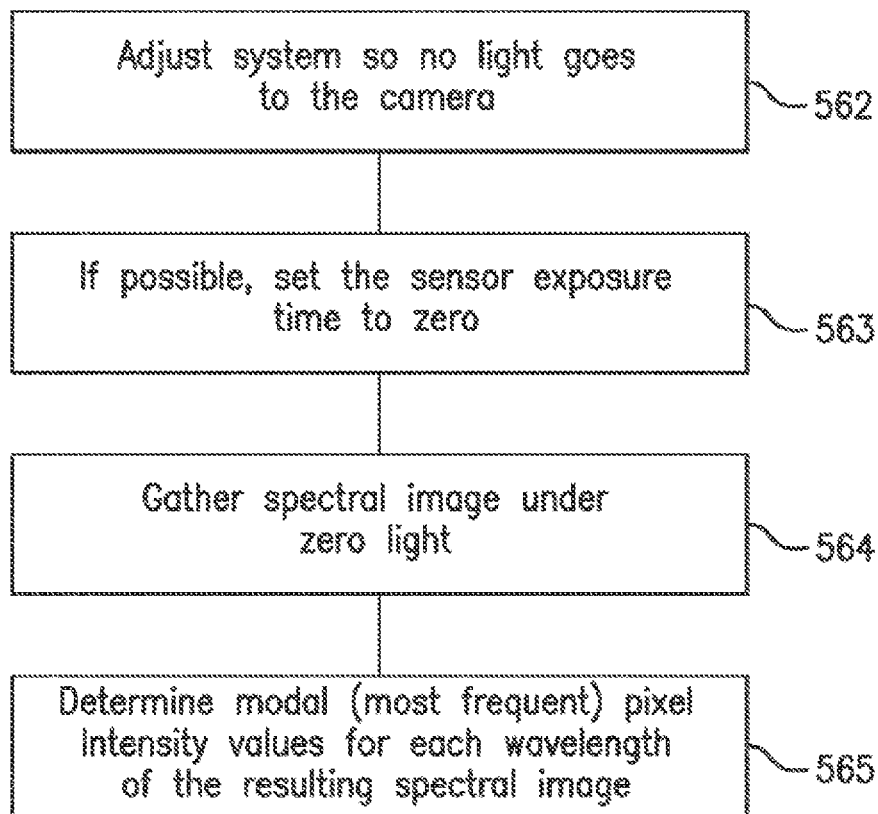 Adjust system so no light goes
to the camera
562
If possible, set the sensor exposure
time to zero
563
Gather spectral image under
zero light
564
Determine modal (most frequent) pixel
Intensity values for each wavelength
of the resulting spectral image
565